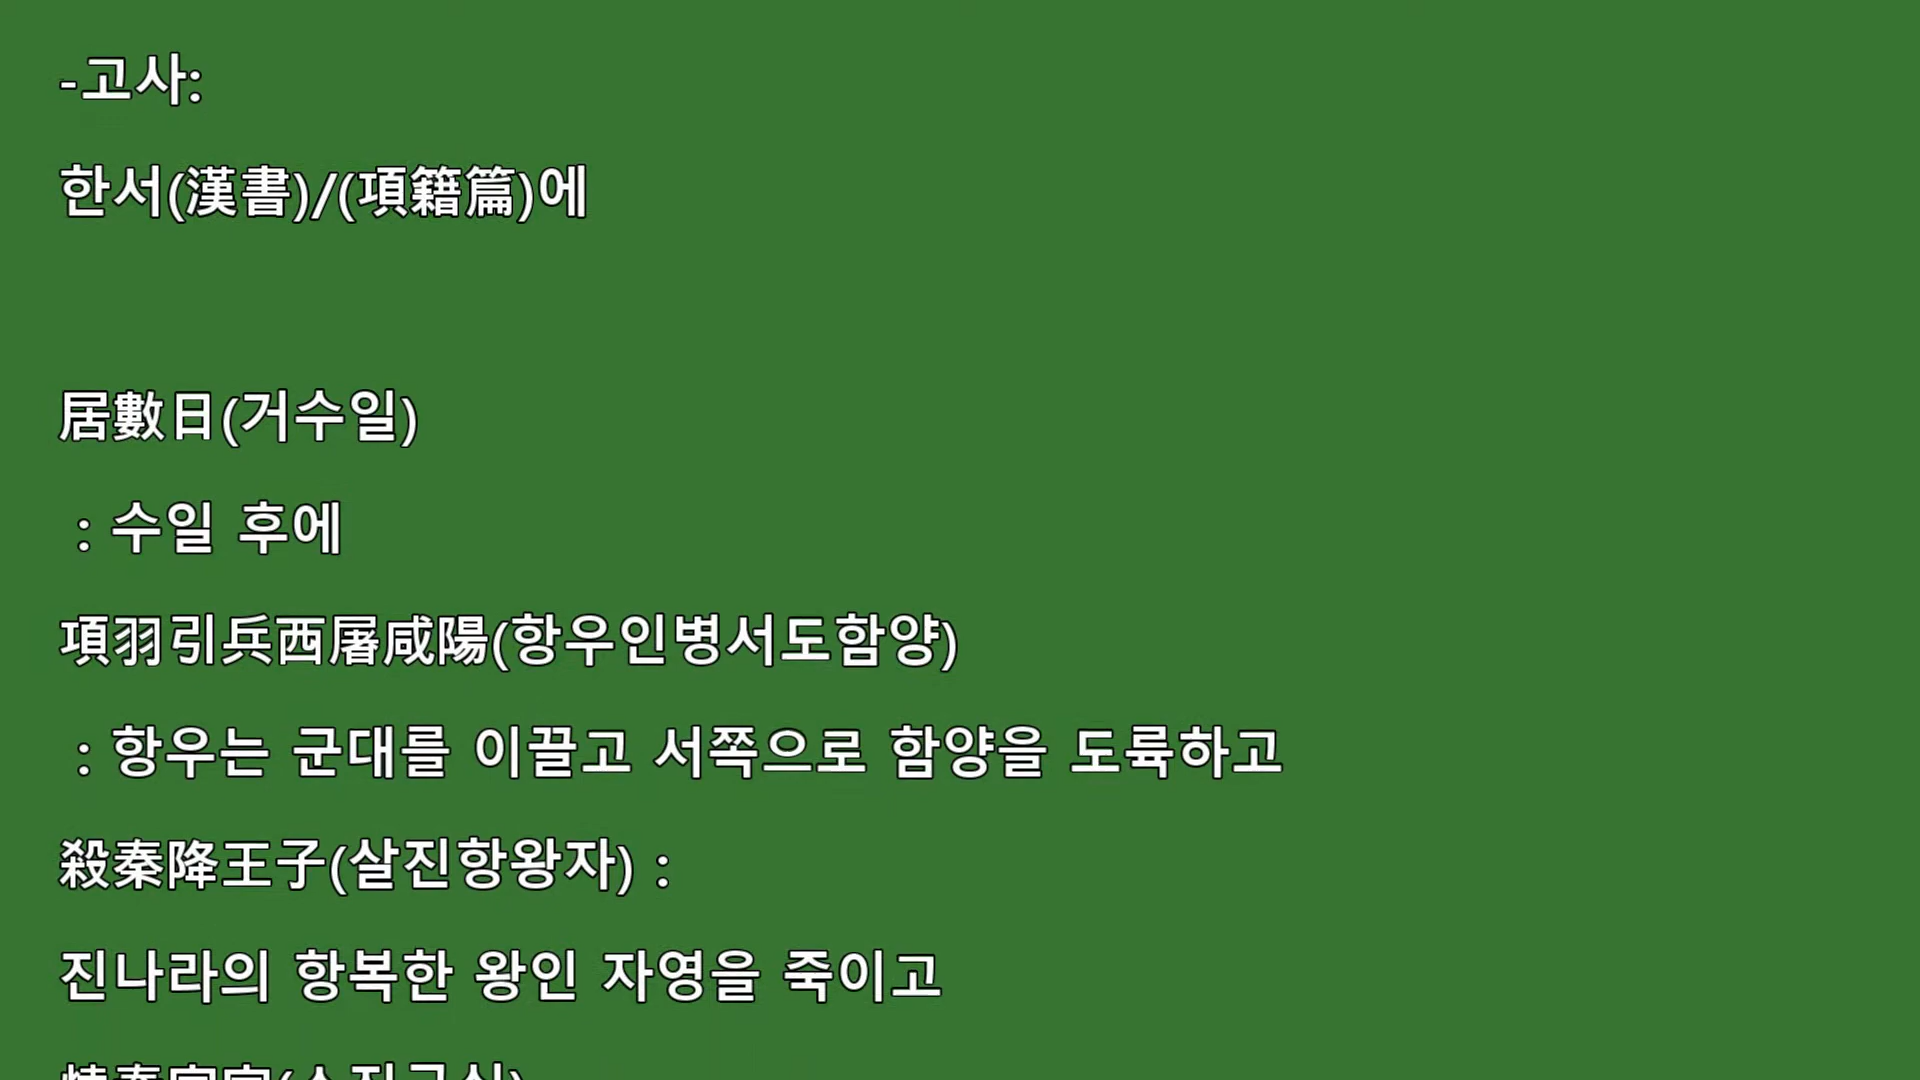 -고사:
한서(漢書)/(項籍篇)에
居數日(거수일)
: 수일 후에
項羽引兵西屠咸陽(항우인병서도함양)
: 항우는 군대를 이끌고 서쪽으로 함양을 도륙하고
殺秦降王子(살진항왕자) :
진나라의 항복한 왕인 자영을 죽이고